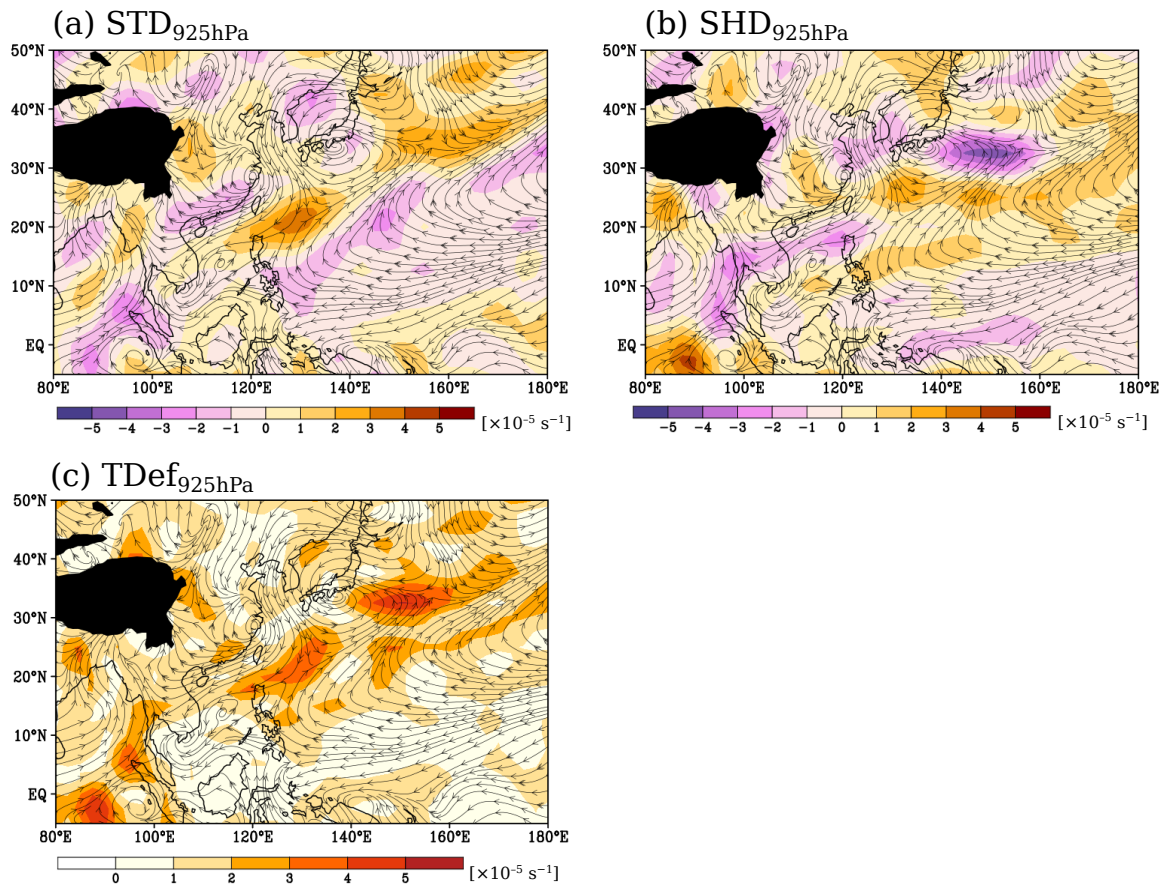 (a) STD925hPa
(b) SHD925hPa
50°N
40°N
30°N
20°N
10°N
EQ
80°E
100°E
120°E
140°E
160°E
180°E
50°N
40°N
30°N
20°N
10°N
EQ
80°E
100°E
120°E
140°E
160°E
180°E
-5 -4 -3 -2 -1 0 1 2 3 4 5 [×10⁻⁵ s⁻¹]
-5 -4 -3 -2 -1 0 1 2 3 4 5 [×10⁻⁵ s⁻¹]
(c) TDef925hPa
50°N
40°N
30°N
20°N
10°N
EQ
80°E
100°E
120°E
140°E
160°E
180°E
0 1 2 3 4 5 [×10⁻⁵ s⁻¹]